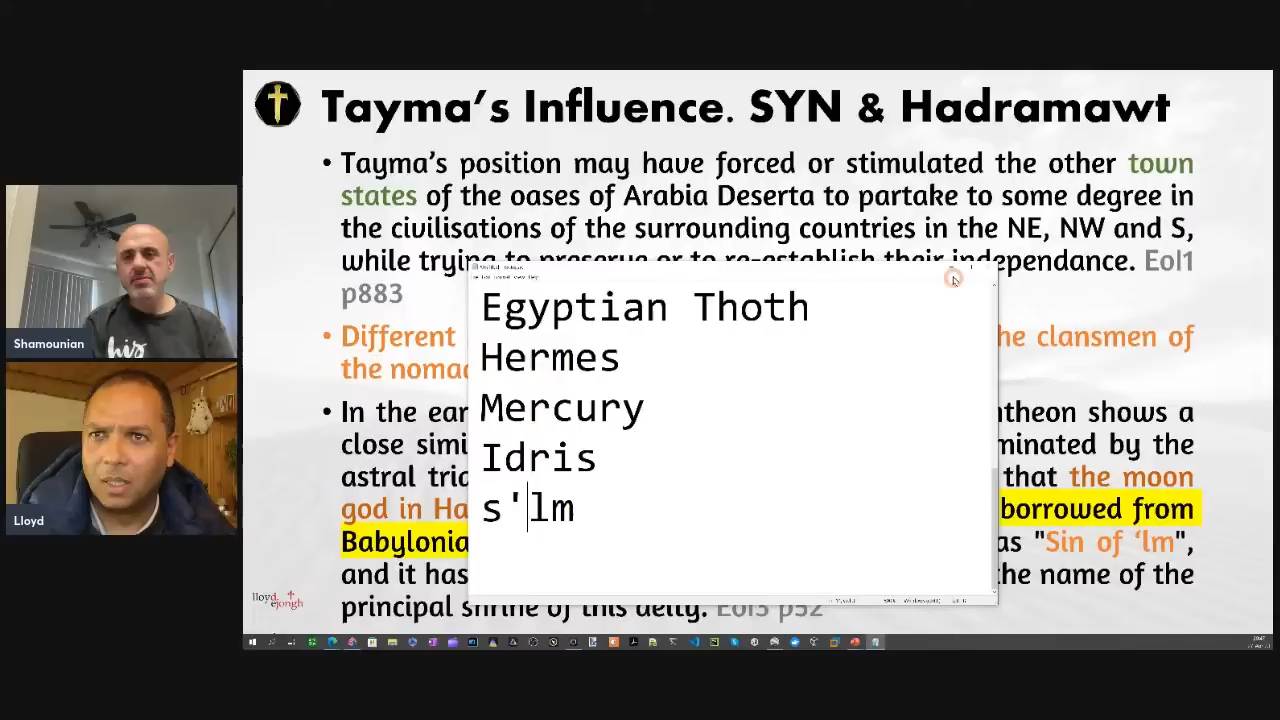 Tayma's Influence. SYN & Hadramawt
• Tayma's position may have forced or stimulated the other town
states of the oases of Arabia Deserta to partake to some degree in
the civilisations of the surrounding countries in the NE, NW and S,
while trying to preserve or to re-establish their independance. EoI1
p883
• Different
he clansmen of
the noma
• In the ear
ntheon shows a
close simi
minated by the
astral tri
that the moon
god in Ha
borrowed from
Babylonia
as "Sin of ‘lm",
and it has
the name of the
principal shrine of this deity. EoI3 p52
Egyptian Thoth
Hermes
Mercury
Idris
s'lm
Shamounian
his
Lloyd
lloyd
ejongh